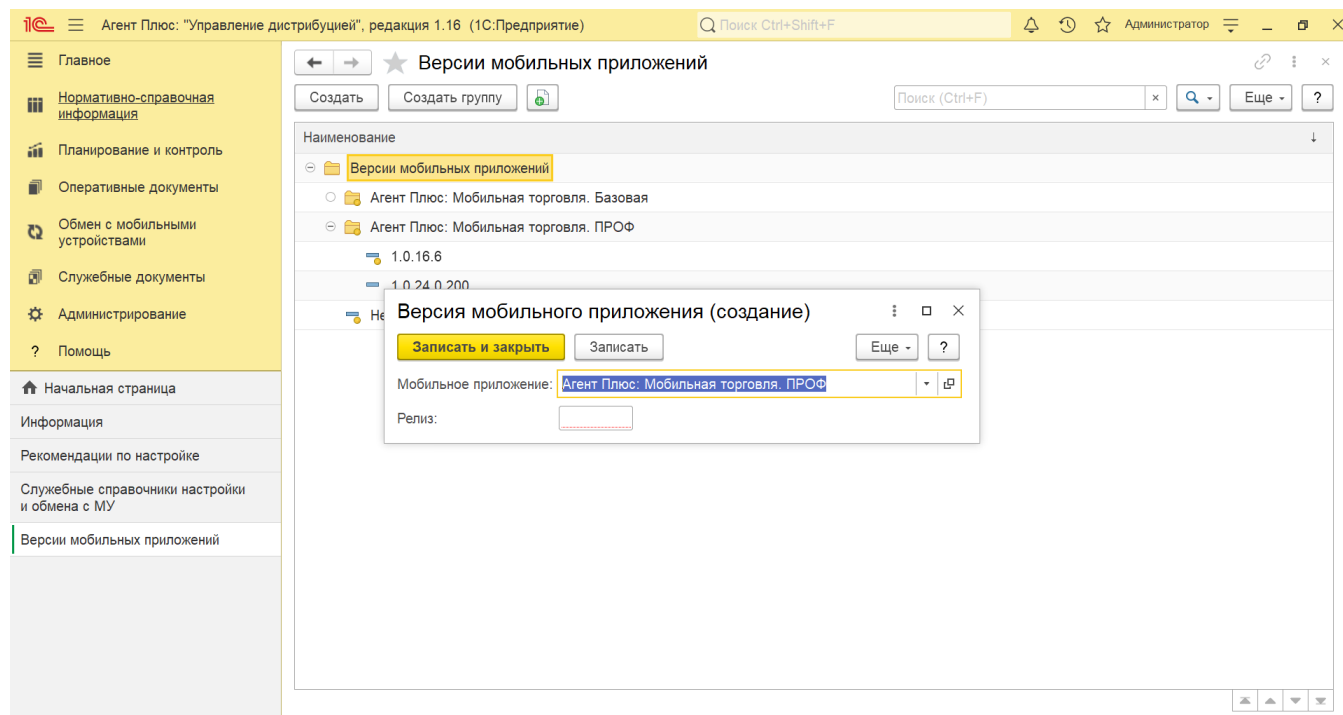 1С Агент Плюс: "Управление дистрибуцией", редакция 1.16 (1С:Предприятие) Поиск Ctrl+Shift+F Администратор
Главное
Нормативно-справочная
информация
Планирование и контроль
Оперативные документы
Обмен с мобильными
устройствами
Служебные документы
Администрирование
? Помощь
Начальная страница
Информация
Рекомендации по настройке
Служебные справочники настройки
и обмена с МУ
Версии мобильных приложений
Версии мобильных приложений
Создать Создать группу Поиск (Ctrl+F) × Еще ?
Наименование ↓
Версии мобильных приложений
Агент Плюс: Мобильная торговля. Базовая
Агент Плюс: Мобильная торговля. ПРОФ
1.0.16.6
1.0.24.0.200
Не
Версия мобильного приложения (создание)
Записать и закрыть Записать Еще ?
Мобильное приложение: Агент Плюс: Мобильная торговля. ПРОФ
Релиз: